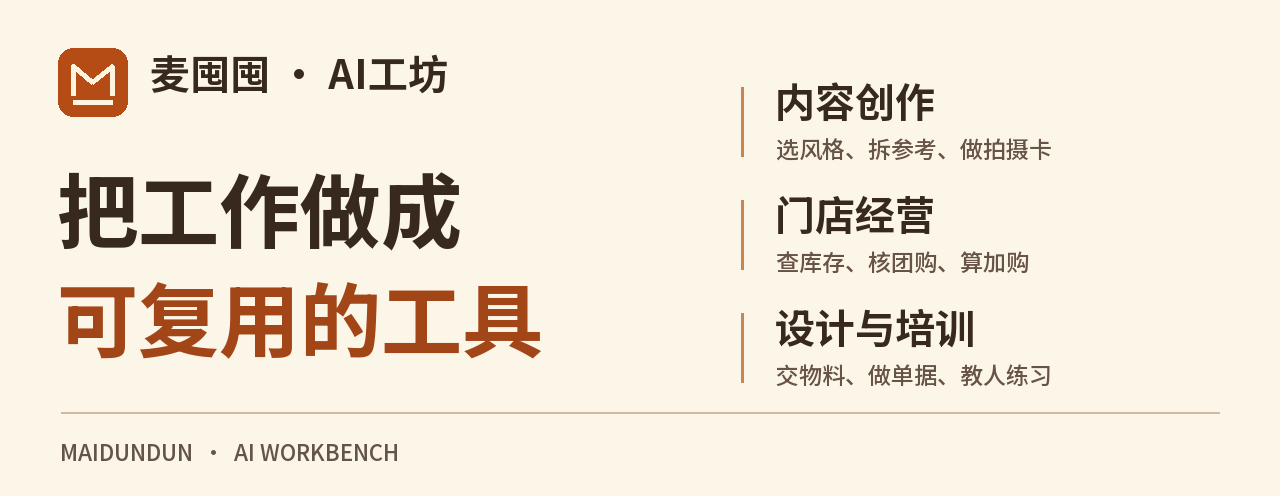 麦囤囤 · AI工坊
把工作做成
可复用的工具
内容创作
选风格、拆参考、做拍摄卡
门店经营
查库存、核团购、算加购
设计与培训
交物料、做单据、教人练习
MAIDUNDUN · AI WORKBENCH